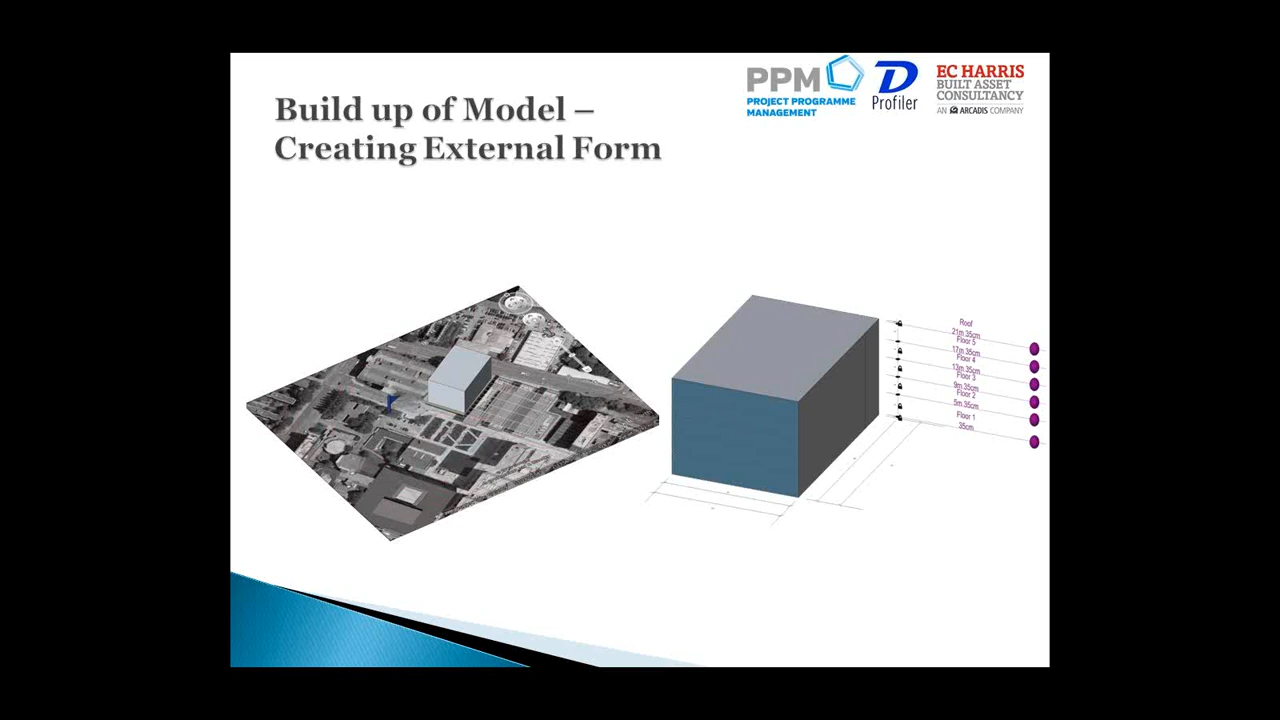 Build up of Model –
Creating External Form
PPM
PROJECT PROGRAMME
MANAGEMENT
D
Profiler
EC HARRIS
BUILT ASSET
CONSULTANCY
AN ARCADIS COMPANY
Roof
21m 35cm
Floor 5
17m 35cm
Floor 4
13m 35cm
Floor 3
9m 35cm
Floor 2
5m 35cm
Floor 1
35cm